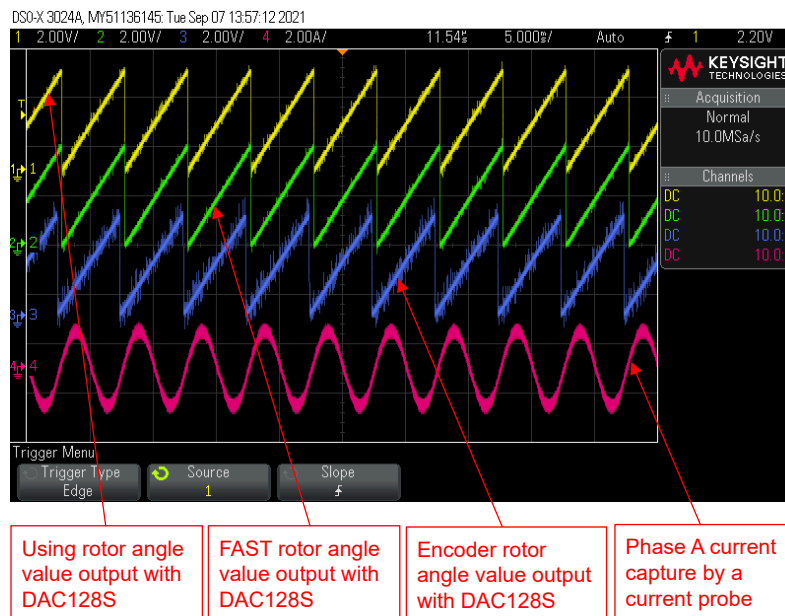 DSO-X 3024A, MY51136145: Tue Sep 07 13:57:12 2021
1 2.00V/ 2 2.00V/ 3 2.00V/ 4 2.00A/ 11.54s 5.000s/ Auto 1 2.20V
KEYSIGHT
TECHNOLOGIES
Acquisition
Normal
10.0MSa/s
Channels
DC 10.0:
DC 10.0:
DC 10.0:
DC 10.0:
T
1 1
2 2
3 3
4 4
Trigger Menu
Trigger Type
Edge
Source
1
Slope
Using rotor angle
value output with
DAC128S
FAST rotor angle
value output with
DAC128S
Encoder rotor
angle value output
with DAC128S
Phase A current
capture by a
current probe